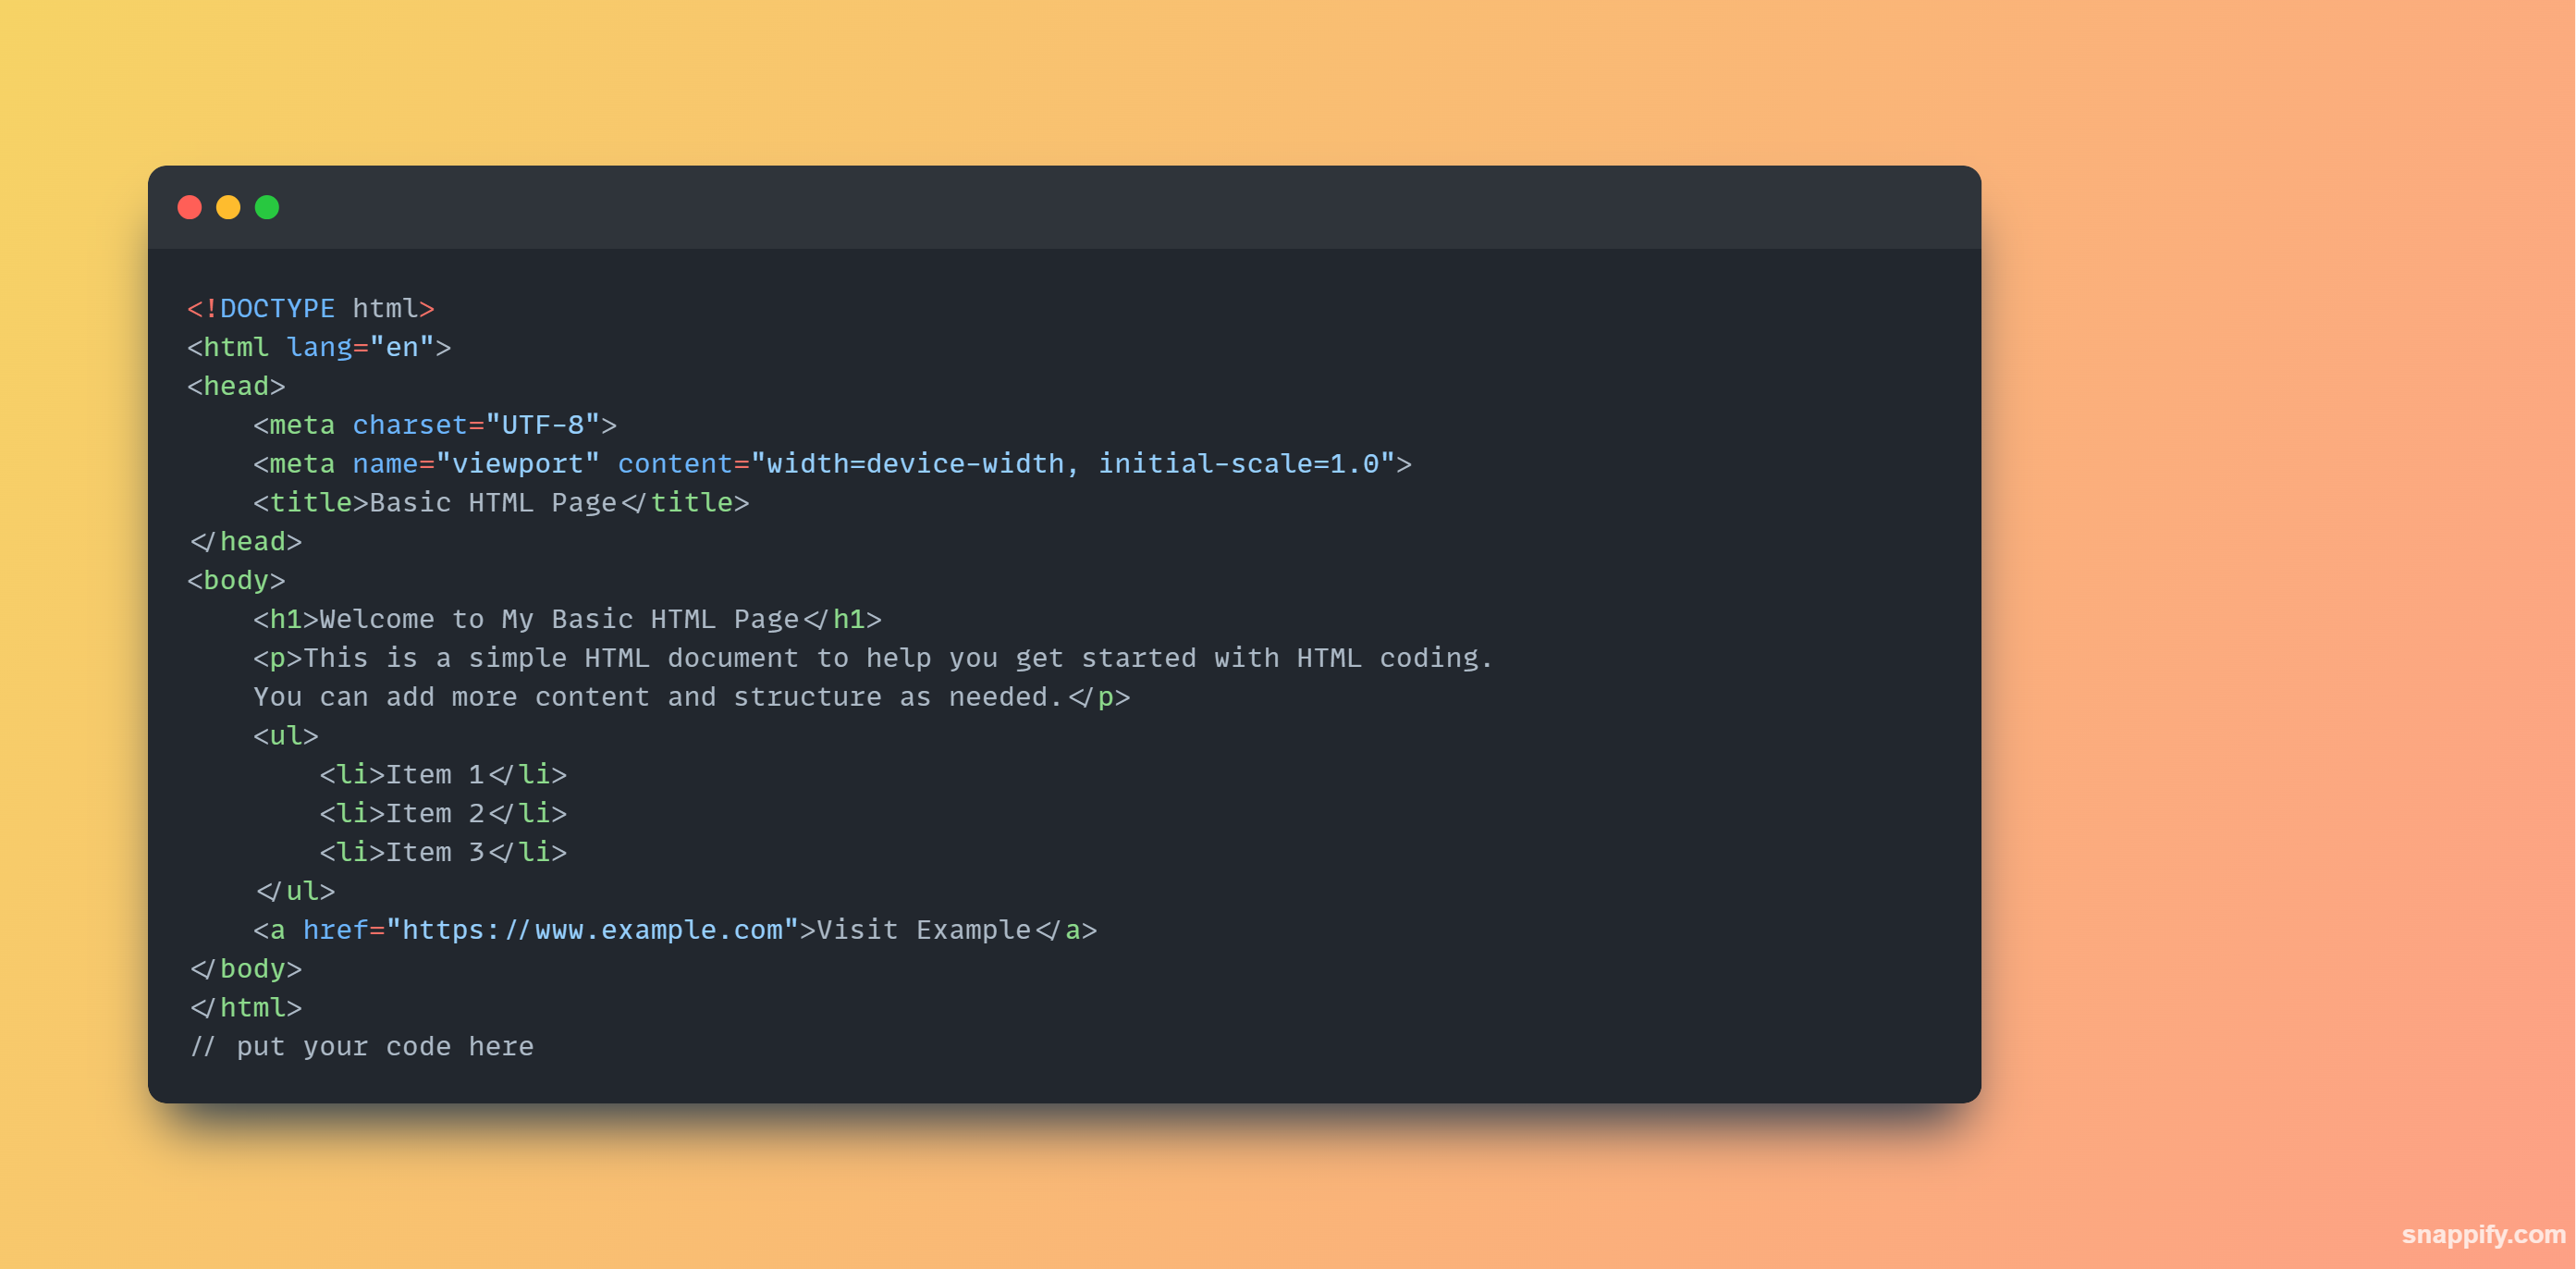 <!DOCTYPE html>
<html lang="en">
<head>
    <meta charset="UTF-8">
    <meta name="viewport" content="width=device-width, initial-scale=1.0">
    <title>Basic HTML Page</title>
</head>
<body>
    <h1>Welcome to My Basic HTML Page</h1>
    <p>This is a simple HTML document to help you get started with HTML coding.
    You can add more content and structure as needed.</p>
    <ul>
        <li>Item 1</li>
        <li>Item 2</li>
        <li>Item 3</li>
    </ul>
    <a href="https://www.example.com">Visit Example</a>
</body>
</html>
// put your code here
snappify.com